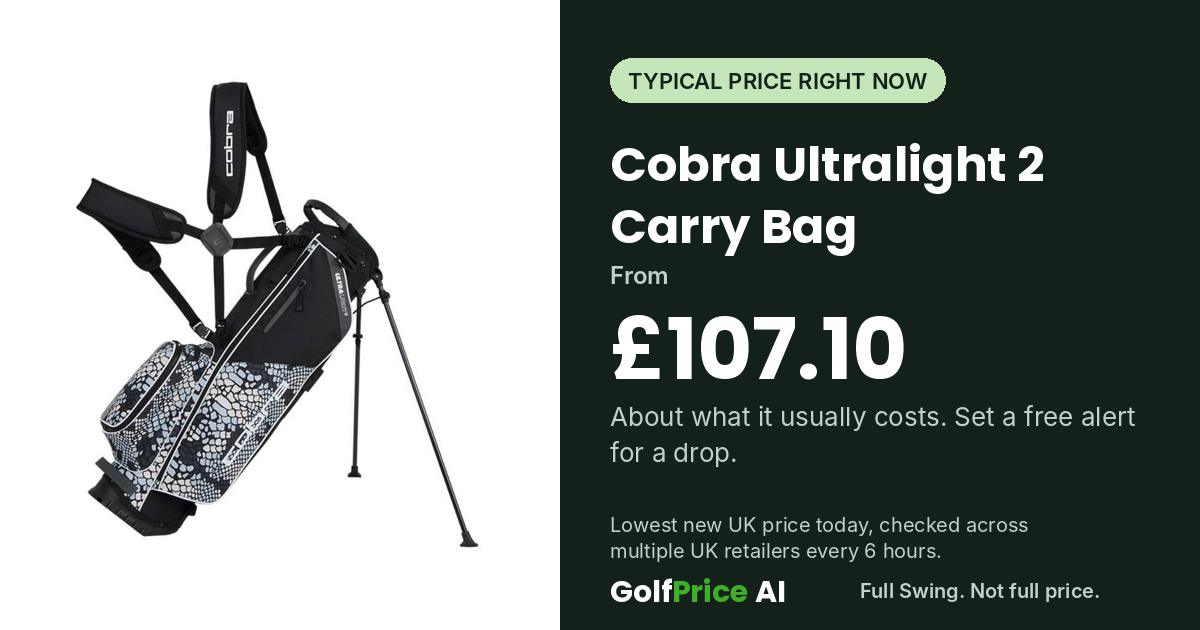 cobra
ULTRA
TYPICAL PRICE RIGHT NOW
Cobra Ultralight 2
Carry Bag
From
£107.10
About what it usually costs. Set a free alert
for a drop.
Lowest new UK price today, checked across
multiple UK retailers every 6 hours.
GolfPrice AI
Full Swing. Not full price.